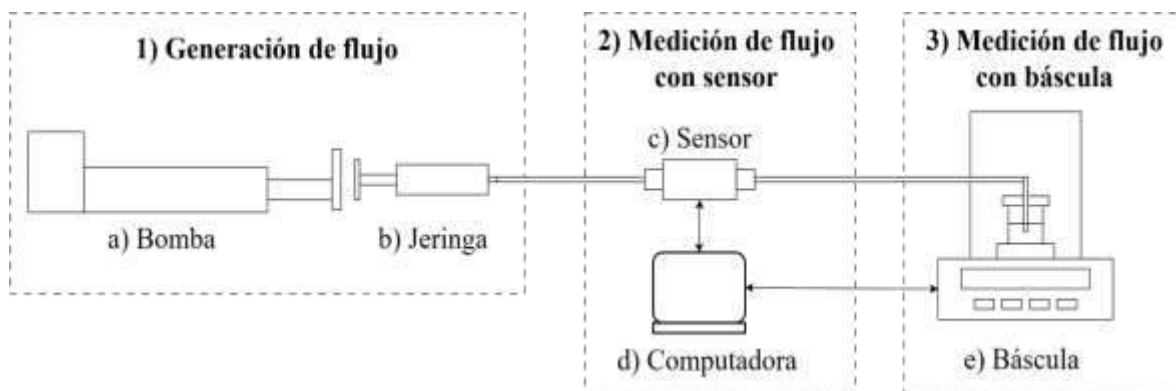 1) Generación de flujo
a) Bomba
b) Jeringa
2) Medición de flujo
con sensor
c) Sensor
d) Computadora
3) Medición de flujo
con báscula
e) Báscula